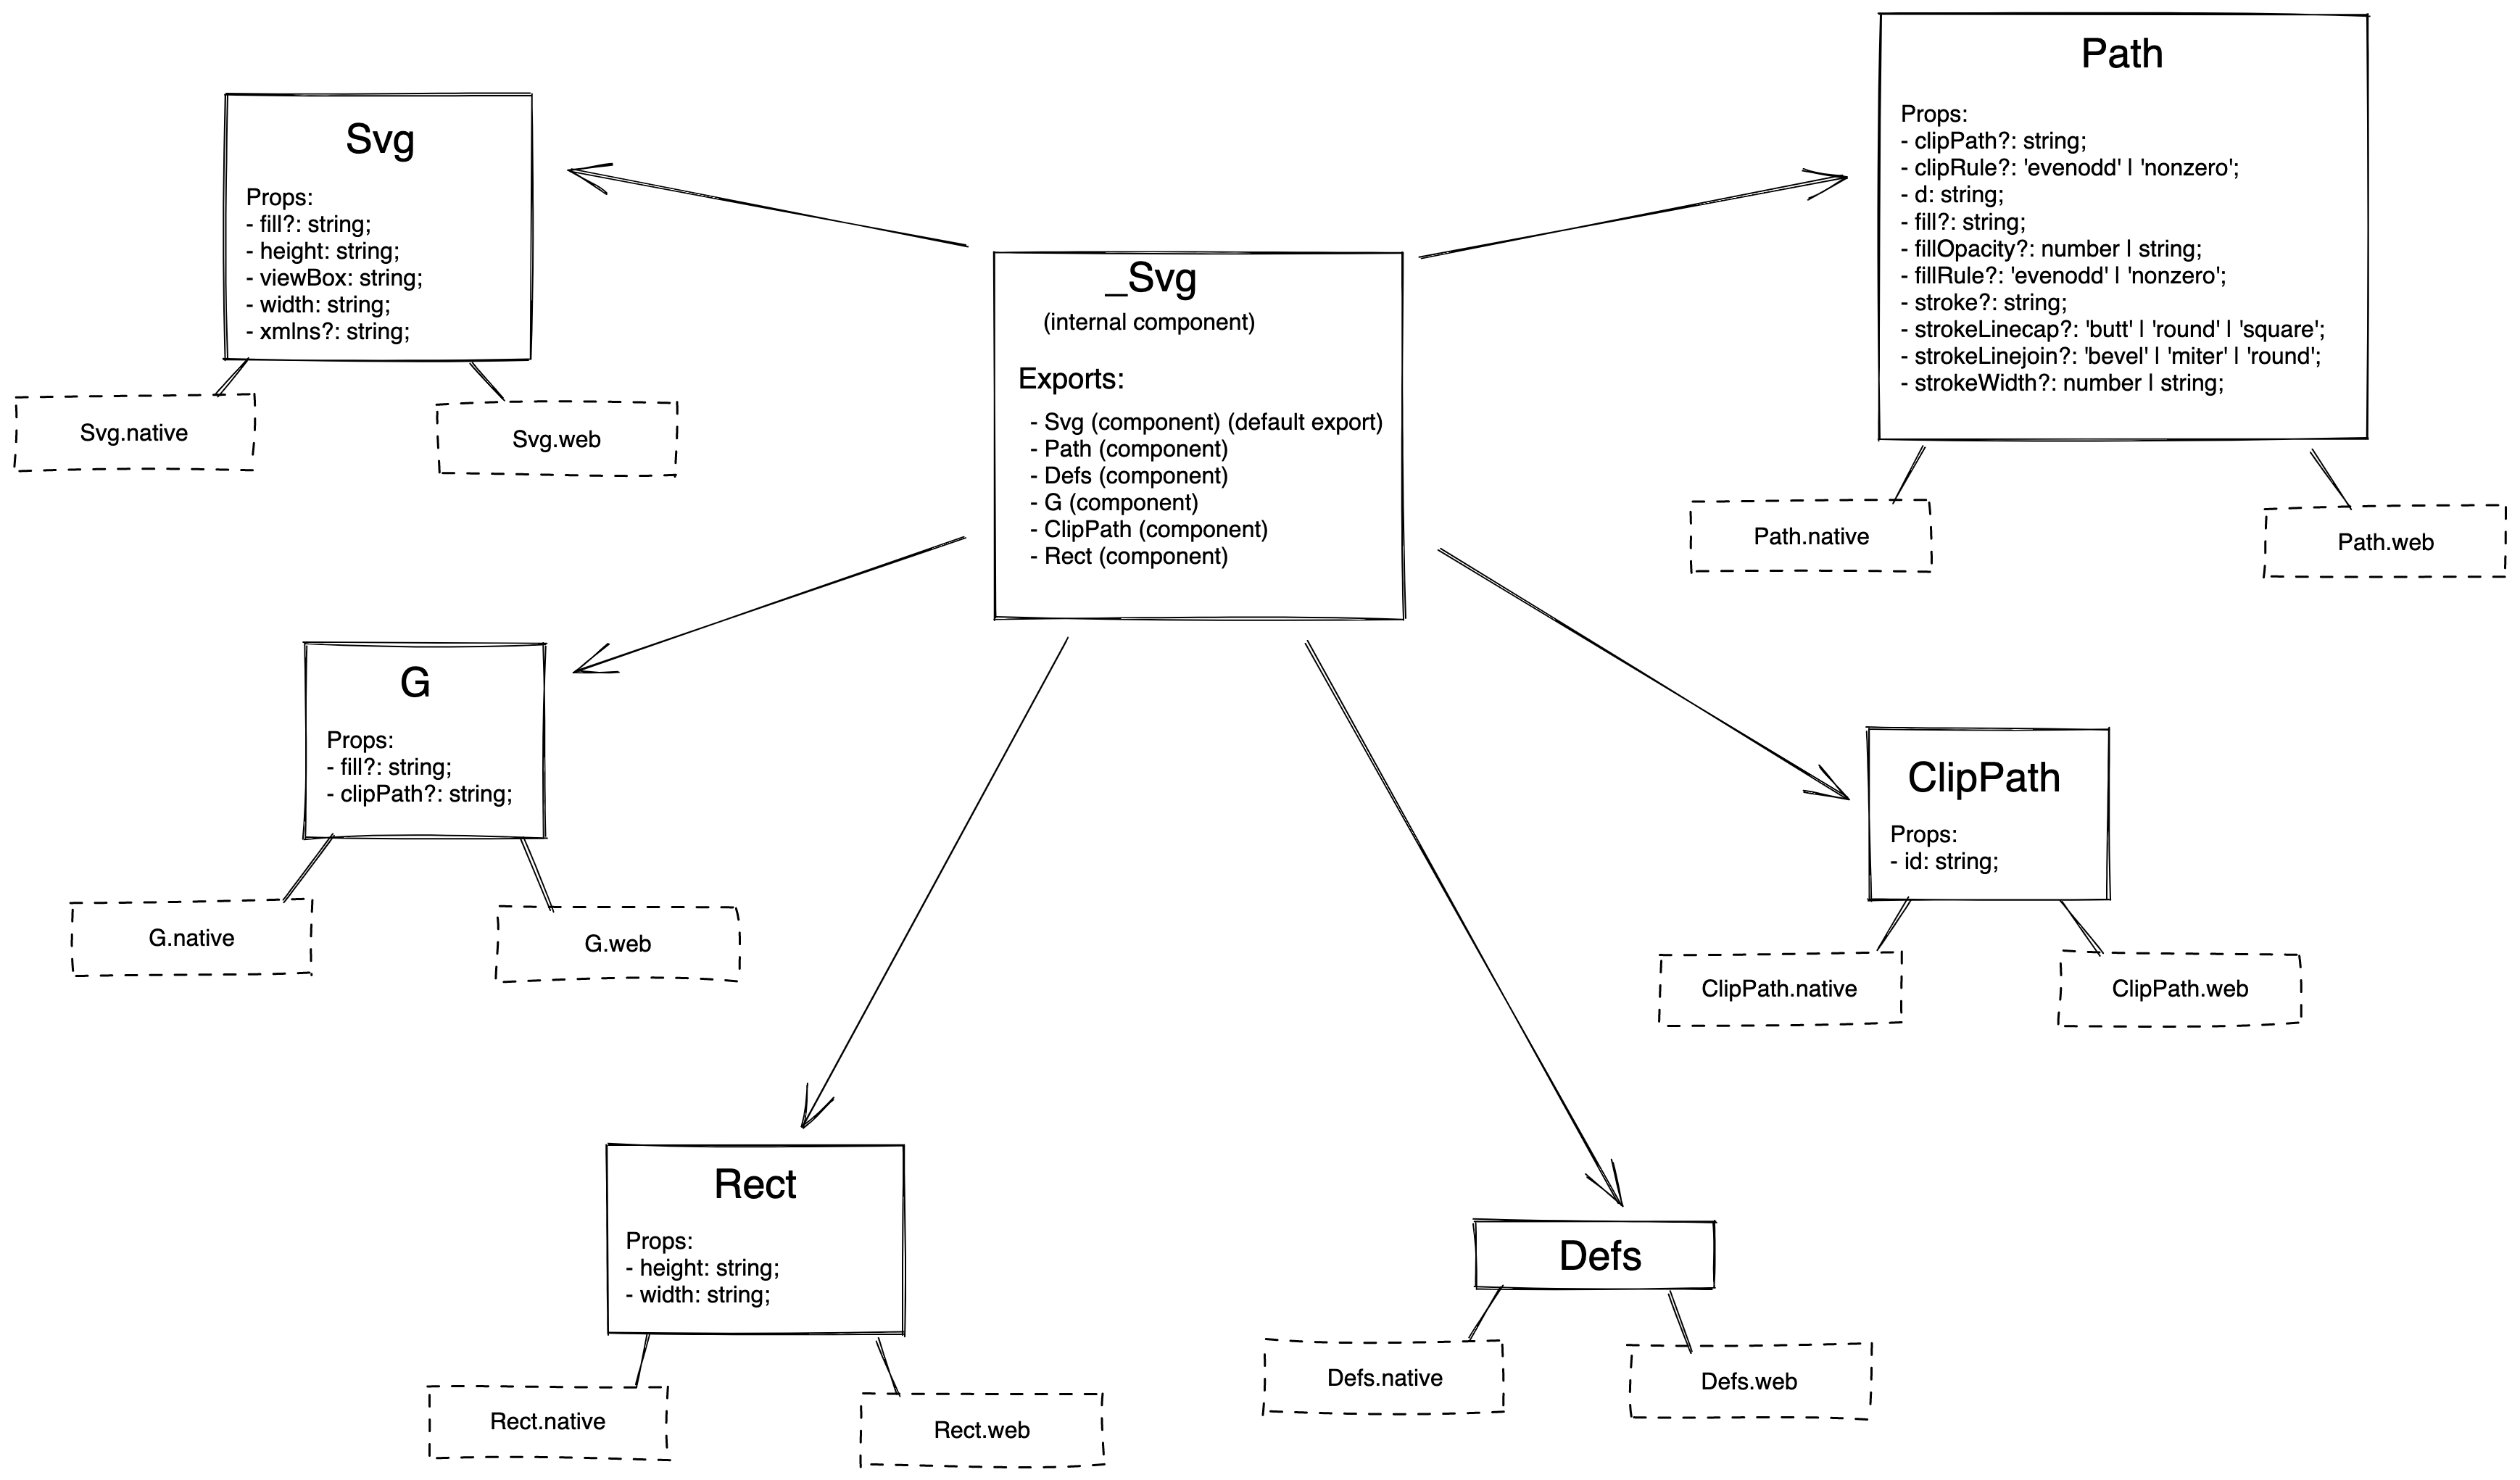 Svg
Props:
- fill?: string;
- height: string;
- viewBox: string;
- width: string;
- xmlns?: string;
Svg.native
Svg.web
_Svg
(internal component)
Exports:
- Svg (component) (default export)
- Path (component)
- Defs (component)
- G (component)
- ClipPath (component)
- Rect (component)
Path
Props:
- clipPath?: string;
- clipRule?: 'evenodd' | 'nonzero';
- d: string;
- fill?: string;
- fillOpacity?: number | string;
- fillRule?: 'evenodd' | 'nonzero';
- stroke?: string;
- strokeLinecap?: 'butt' | 'round' | 'square';
- strokeLinejoin?: 'bevel' | 'miter' | 'round';
- strokeWidth?: number | string;
Path.native
Path.web
G
Props:
- fill?: string;
- clipPath?: string;
G.native
G.web
ClipPath
Props:
- id: string;
ClipPath.native
ClipPath.web
Rect
Props:
- height: string;
- width: string;
Rect.native
Rect.web
Defs
Defs.native
Defs.web